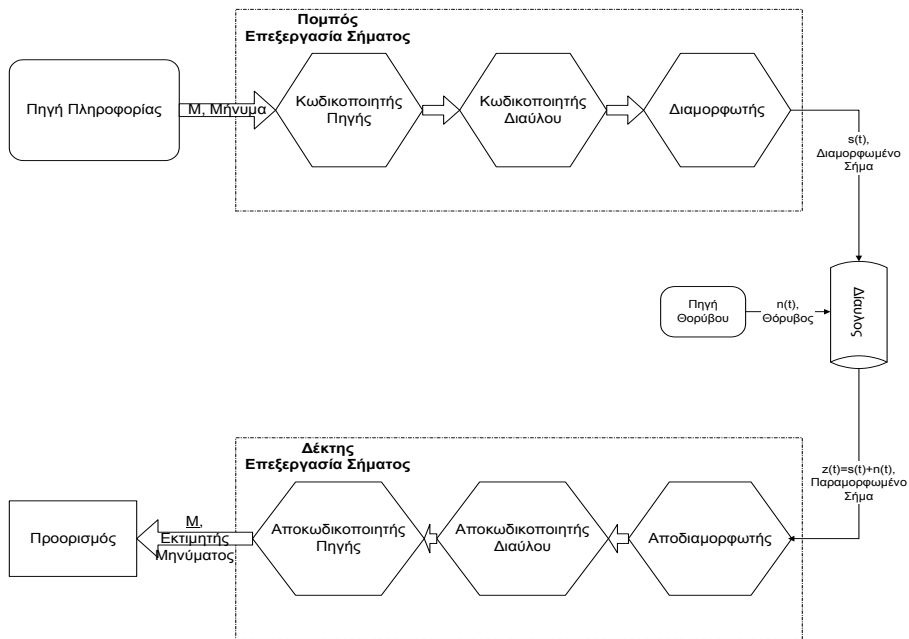 Πομπός
Επεξεργασία Σήματος
Πηγή Πληροφορίας
Μ, Μήνυμα
Κωδικοποιητής
Πηγής
Κωδικοποιητής
Διαύλου
Διαμορφωτής
s(t),
Διαμορφωμένο
Σήμα
Πηγή
Θορύβου
n(t),
Θόρυβος
Δίαυλος
z(t)=s(t)+n(t),
Παραμορφωμένο
Σήμα
Δέκτης
Επεξεργασία Σήματος
Προορισμός
Μ,
Εκτιμητής
Μηνύματος
Αποκωδικοποιητής
Πηγής
Αποκωδικοποιητής
Διαύλου
Αποδιαμορφωτής